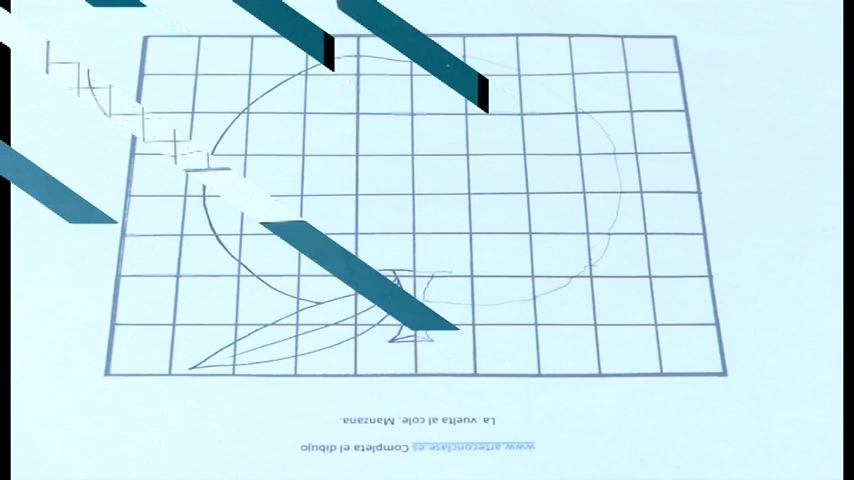 www.arteconclase.es Completa el dibujo
La vuelta al cole. Manzana.